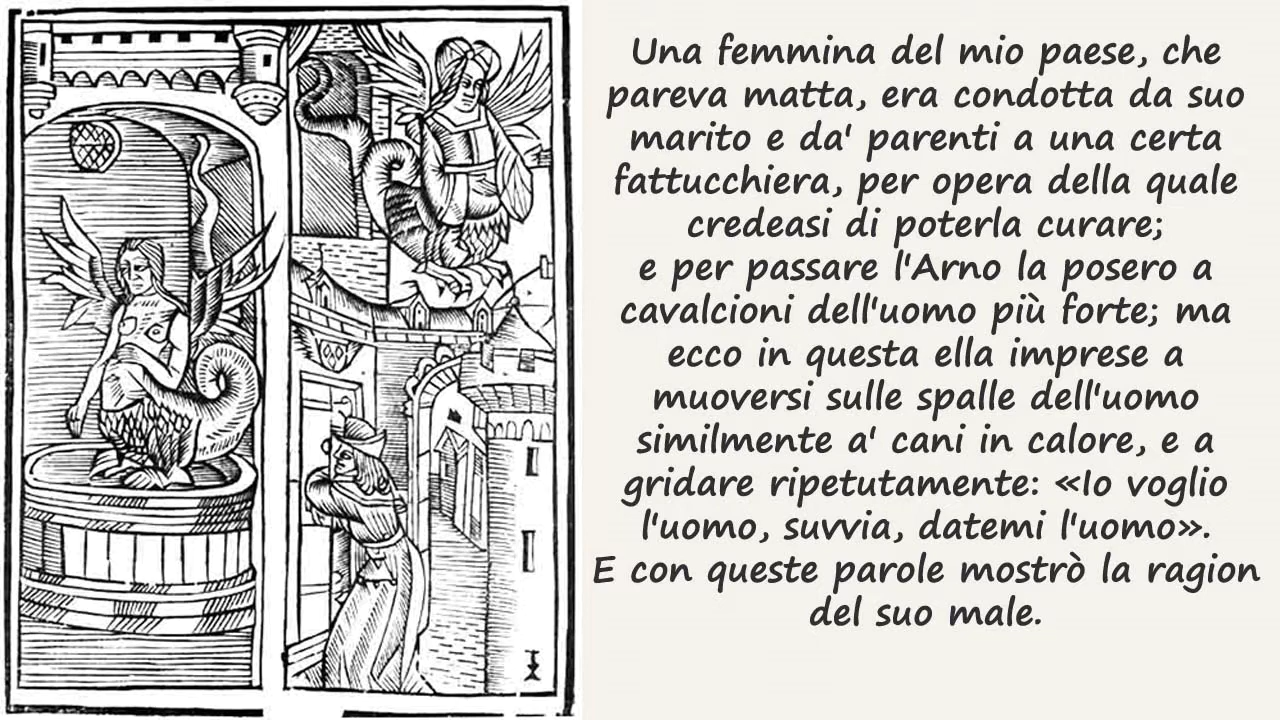 Una femmina del mio paese, che
pareva matta, era condotta da suo
marito e da' parenti a una certa
fattucchiera, per opera della quale
credeasi di poterla curare;
e per passare l'Arno la posero a
cavalcioni dell'uomo più forte; ma
ecco in questa ella imprese a
muoversi sulle spalle dell'uomo
similmente a' cani in calore, e a
gridare ripetutamente: «Io voglio
l'uomo, suvvia, datemi l'uomo».
E con queste parole mostrò la ragion
del suo male.